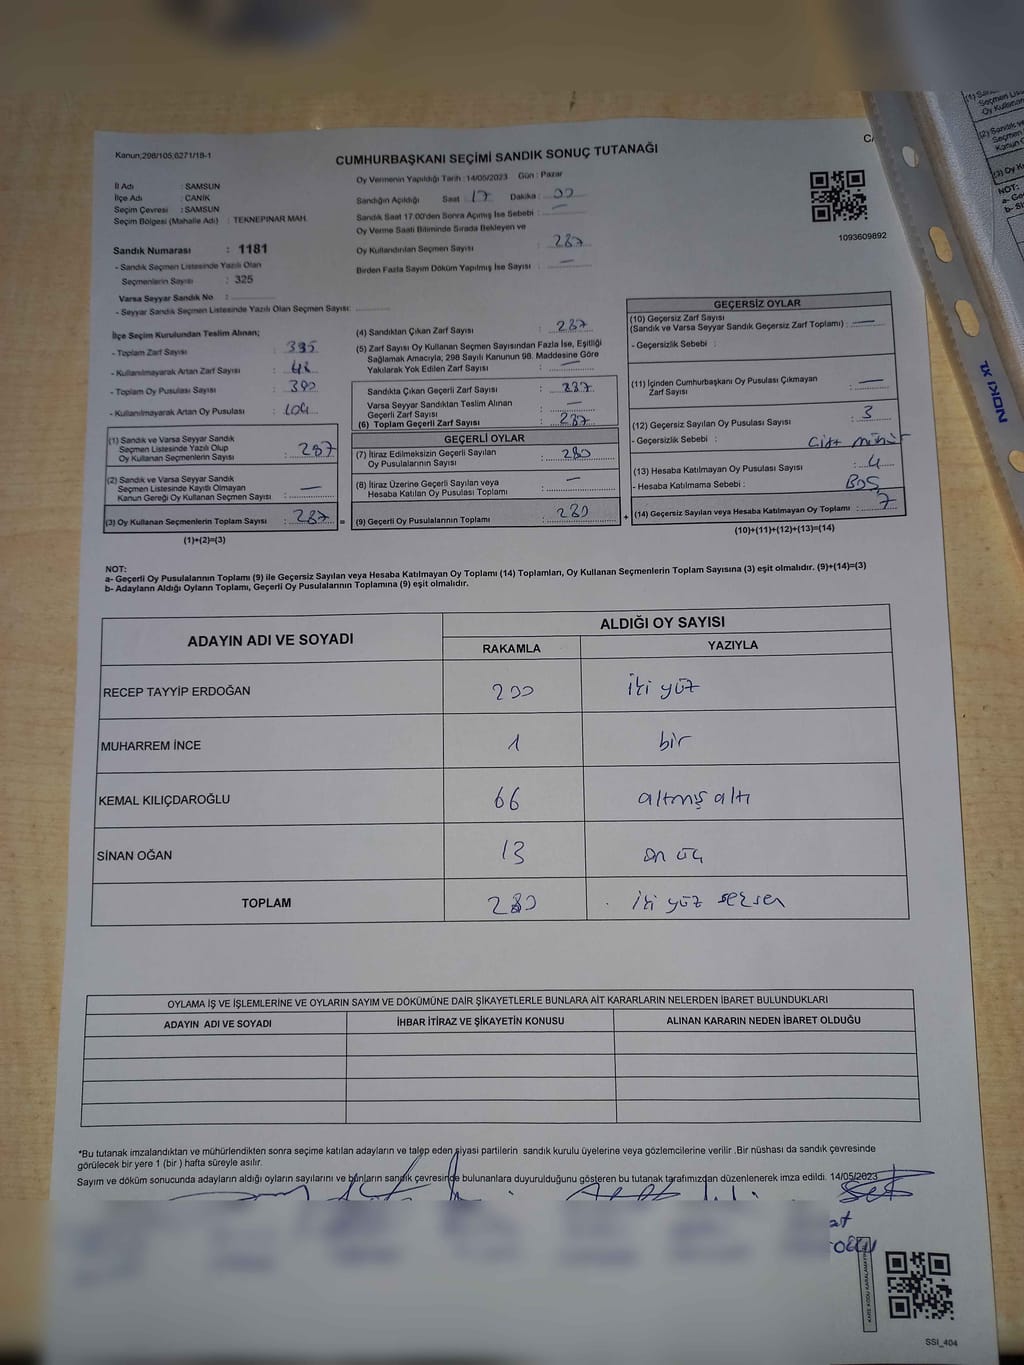 Kanun;298/105,6271/18-1
CUMHURBAŞKANI SEÇİMİ SANDIK SONUÇ TUTANAĞI
İl Adı : SAMSUN
İlçe Adı : CANİK
Seçim Çevresi : SAMSUN
Seçim Bölgesi (Mahalle Adı) : TEKNEPINAR MAH.
Sandık Numarası : 1181
- Sandık Seçmen Listesinde Yazılı Olan
Seçmenlerin Sayısı : 325
Varsa Seyyar Sandık No :
- Seyyar Sandık Seçmen Listesinde Yazılı Olan Seçmen Sayısı:
Oy Vermenin Yapıldığı Tarih :14/05/2023 Gün : Pazar
Sandığın Açıldığı Saat 17 Dakika : 00
Sandık Saat 17.00'den Sonra Açımış İse Sebebi : —
Oy Verme Saati Bitiminde Sırada Bekleyen ve
Oy Kullandırılan Seçmen Sayısı : 287
Birden Fazla Sayım Döküm Yapılmış İse Sayısı : —
1093609892
İlçe Seçim Kurulundan Teslim Alınan;
- Toplam Zarf Sayısı :
- Kullanılmayarak Artan Zarf Sayısı : 48
- Toplam Oy Pusulası Sayısı :
- Kullanılmayarak Artan Oy Pusulası : 104
(1) Sandık ve Varsa Seyyar Sandık
Seçmen Listesinde Yazılı Olup
Oy Kullanan Seçmenlerin Sayısı : 287
(2) Sandık ve Varsa Seyyar Sandık
Seçmen Listesinde Kayıtlı Olmayan
Kanun Gereği Oy Kullanan Seçmen Sayısı : —
(3) Oy Kullanan Seçmenlerin Toplam Sayısı : 287 =
(1)+(2)=(3)
(4) Sandıktan Çıkan Zarf Sayısı : 287
(5) Zarf Sayısı Oy Kullanan Seçmen Sayısından Fazla İse, Eşitliği
Sağlamak Amacıyla, 298 Sayılı Kanunun 98. Maddesine Göre
Yakılarak Yok Edilen Zarf Sayısı : —
Sandıkta Çıkan Geçerli Zarf Sayısı : 287
Varsa Seyyar Sandıktan Teslim Alınan
Geçerli Zarf Sayısı : —
(6) Toplam Geçerli Zarf Sayısı : 287
GEÇERLİ OYLAR
(7) İtiraz Edilmeksizin Geçerli Sayılan
Oy Pusulalarının Sayısı : 280
(8) İtiraz Üzerine Geçerli Sayılan veya
Hesaba Katılan Oy Pusulası Toplamı : —
(9) Geçerli Oy Pusulalarının Toplamı : 280 +
GEÇERSİZ OYLAR
(10) Geçersiz Zarf Sayısı
(Sandık ve Varsa Seyyar Sandık Geçersiz Zarf Toplamı) : —
- Geçersizlik Sebebi :
(11) İçinden Cumhurbaşkanı Oy Pusulası Çıkmayan
Zarf Sayısı : —
(12) Geçersiz Sayılan Oy Pusulası Sayısı : 3
- Geçersizlik Sebebi : Çift mühür
(13) Hesaba Katılmayan Oy Pusulası Sayısı : 4
- Hesaba Katılmama Sebebi : BOŞ
(14) Geçersiz Sayılan veya Hesaba Katılmayan Oy Toplamı : 7
(10)+(11)+(12)+(13)=(14)
NOT:
a- Geçerli Oy Pusulalarının Toplamı (9) ile Geçersiz Sayılan veya Hesaba Katılmayan Oy Toplamı (14) Toplamları, Oy Kullanan Seçmenlerin Toplam Sayısına (3) eşit olmalıdır. (9)+(14)=(3)
b- Adayların Aldığı Oyların Toplamı, Geçerli Oy Pusulalarının Toplamına (9) eşit olmalıdır.
ADAYIN ADI VE SOYADI
ALDIĞI OY SAYISI
RAKAMLA YAZIYLA
RECEP TAYYİP ERDOĞAN 200 iki yüz
MUHARREM İNCE 1 bir
KEMAL KILIÇDAROĞLU 66 altmış altı
SİNAN OĞAN 13 on üç
TOPLAM 280 iki yüz seksen
OYLAMA İŞ VE İŞLEMLERİNE VE OYLARIN SAYIM VE DÖKÜMÜNE DAİR ŞİKAYETLERLE BUNLARA AİT KARARLARIN NELERDEN İBARET BULUNDUKLARI
ADAYIN ADI VE SOYADI İHBAR İTİRAZ VE ŞİKAYETİN KONUSU ALINAN KARARIN NEDEN İBARET OLDUĞU
*Bu tutanak imzalandıktan ve mühürlendikten sonra seçime katılan adayların ve talep eden siyasi partilerin sandık kurulu üyelerine veya gözlemcilerine verilir .Bir nüshası da sandık çevresinde
görülecek bir yere 1 (bir ) hafta süreyle asılır.
Sayım ve döküm sonucunda adayların aldığı oyların sayılarını ve bunların sandık çevresinde bulunanlara duyurulduğunu gösteren bu tutanak tarafımızdan düzenlenerek imza edildi. 14/05/2023
SSI_404
NOKI XL
NOT: